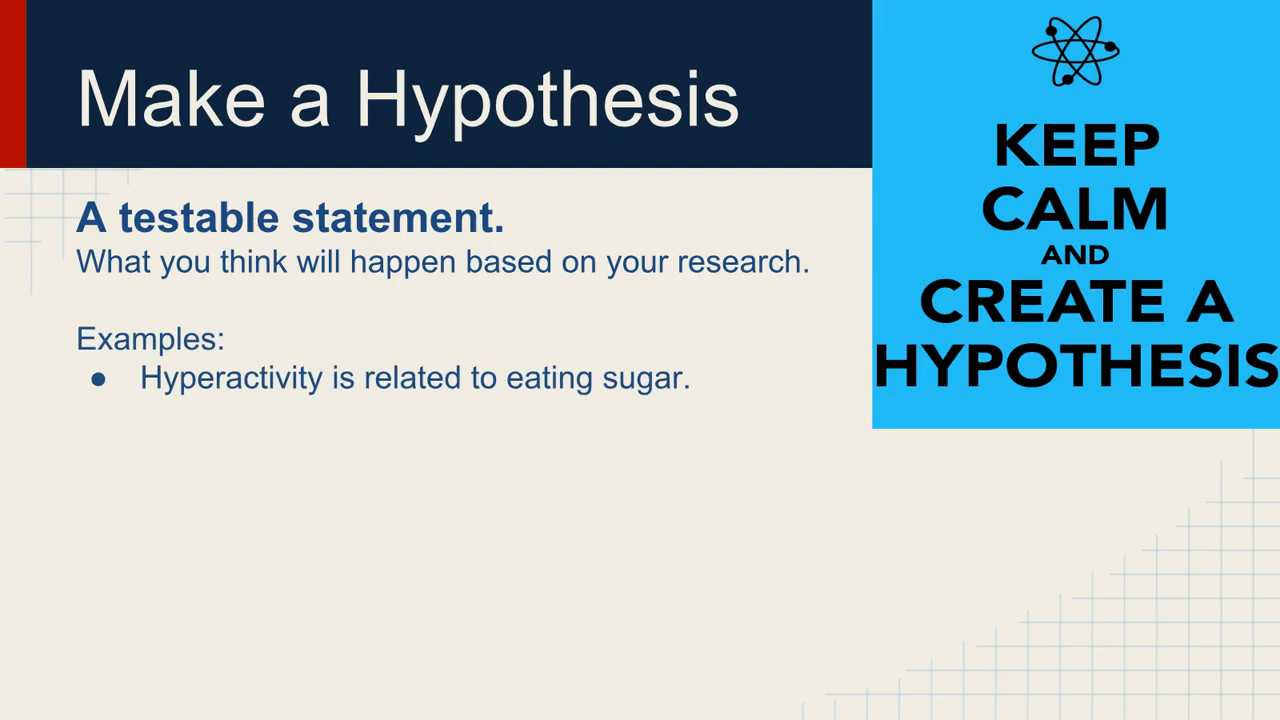 Make a Hypothesis
A testable statement.
What you think will happen based on your research.
Examples:
● Hyperactivity is related to eating sugar.
KEEP
CALM
AND
CREATE A
HYPOTHESIS